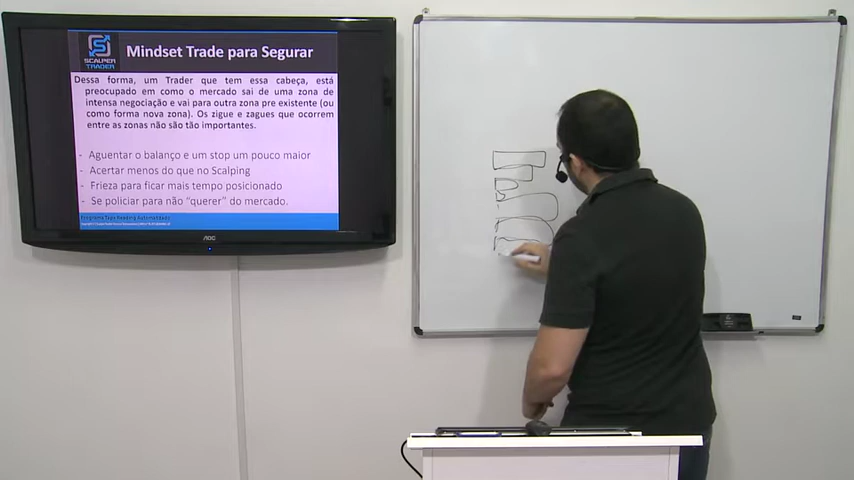 SCALPER
TRADER
Mindset Trade para Segurar
Dessa forma, um Trader que tem essa cabeça, está
preocupado em como o mercado sai de uma zona de
intensa negociação e vai para outra zona pre existente (ou
como forma nova zona). Os zigue e zagues que ocorrem
entre as zonas não são tão importantes.
- Aguentar o balanço e um stop um pouco maior
- Acertar menos do que no Scalping
- Frieza para ficar mais tempo posicionado
- Se policiar para não "querer" do mercado.
Programa Tape Reading Automatizado
AOC